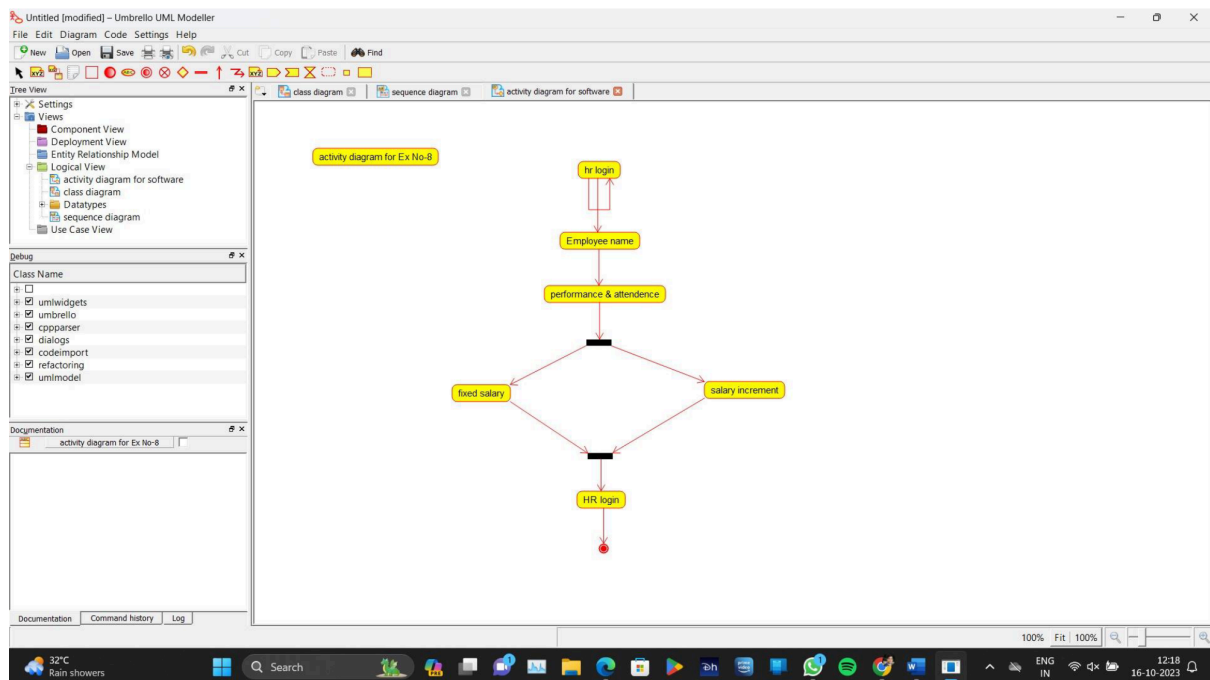 Untitled [modified] – Umbrello UML Modeller
File Edit Diagram Code Settings Help
New Open Save Cut Copy Paste Find
Tree View
class diagram sequence diagram activity diagram for software
Settings
Views
Component View
Deployment View
Entity Relationship Model
Logical View
activity diagram for software
class diagram
Datatypes
sequence diagram
Use Case View
Debug
Class Name
umlwidgets
umbrello
cppparser
dialogs
codeimport
refactoring
umlmodel
Documentation
activity diagram for Ex No-8
Documentation Command history Log
activity diagram for Ex No-8
hr login
Employee name
performance & attendence
fixed salary
salary increment
HR login
100% Fit 100%
32°C
Rain showers
Search
ENG
IN
12:18
16-10-2023